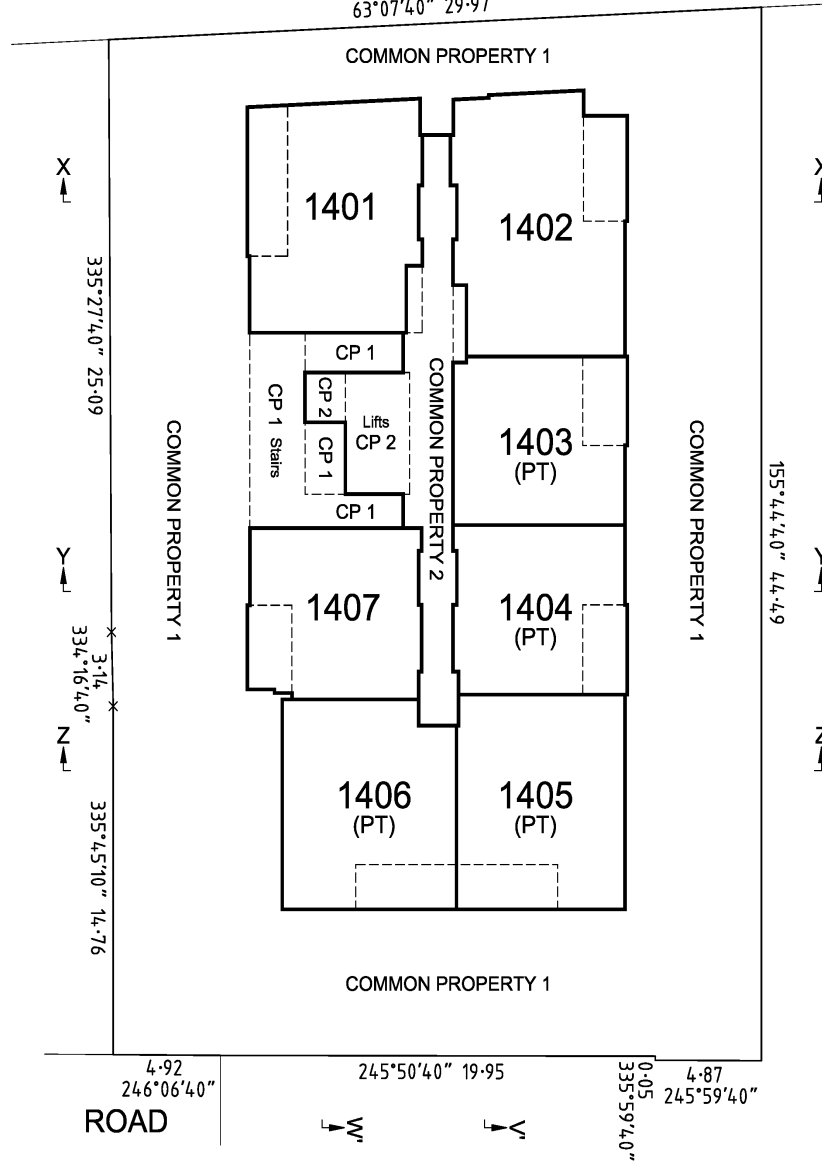 63°07'40" 29·97
COMMON PROPERTY 1
X
X
1401
1402
335°27'40" 25·09
CP 1
CP 1 Stairs
CP 2
Lifts
CP 2
CP 1
CP 1
COMMON PROPERTY 2
1403
(PT)
COMMON PROPERTY 1
COMMON PROPERTY 1
155°44'40" 44·49
Y
Y
1407
1404
(PT)
3·14
334°16'40"
Z
Z
1406
(PT)
1405
(PT)
335°45'10" 14·76
COMMON PROPERTY 1
4·92
246°06'40"
245°50'40" 19·95
0·05
335°59'40"
4·87
245°59'40"
ROAD
W'
V'